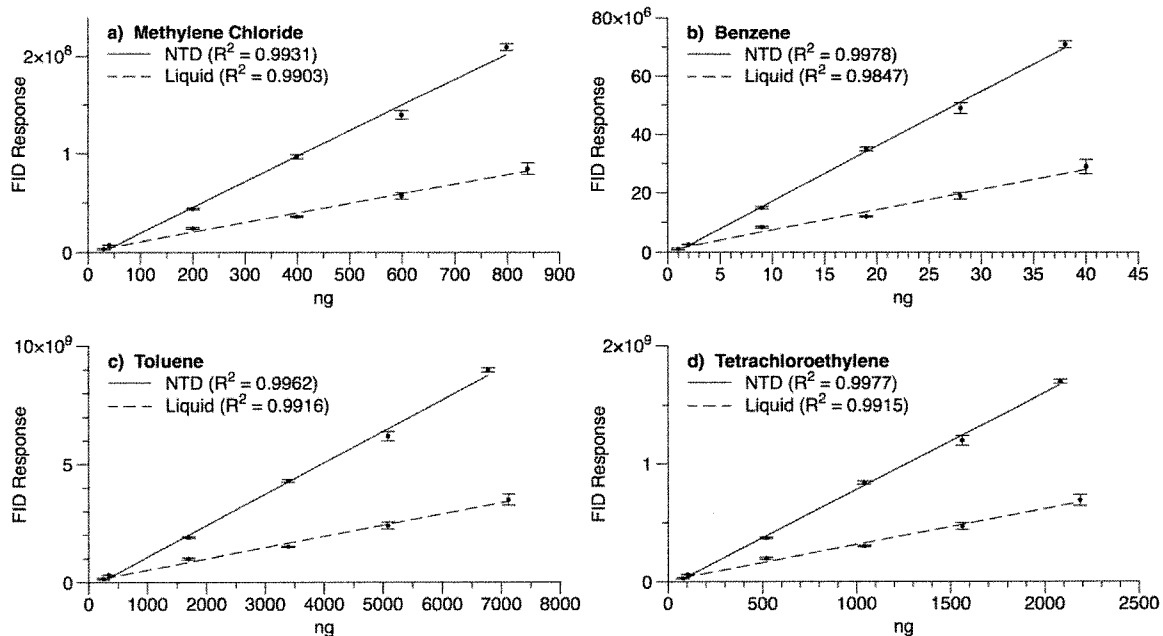 a) Methylene Chloride
NTD (R² = 0.9931)
Liquid (R² = 0.9903)
2×10⁶
1
0
FID Response
0 100 200 300 400 500 600 700 800 900
ng
b) Benzene
NTD (R² = 0.9978)
Liquid (R² = 0.9847)
80×10⁶
60
40
20
0
FID Response
0 5 10 15 20 25 30 35 40 45
ng
c) Toluene
NTD (R² = 0.9962)
Liquid (R² = 0.9916)
10×10⁹
5
0
FID Response
0 1000 2000 3000 4000 5000 6000 7000 8000
ng
d) Tetrachloroethylene
NTD (R² = 0.9977)
Liquid (R² = 0.9915)
2×10⁹
1
0
FID Response
0 500 1000 1500 2000 2500
ng